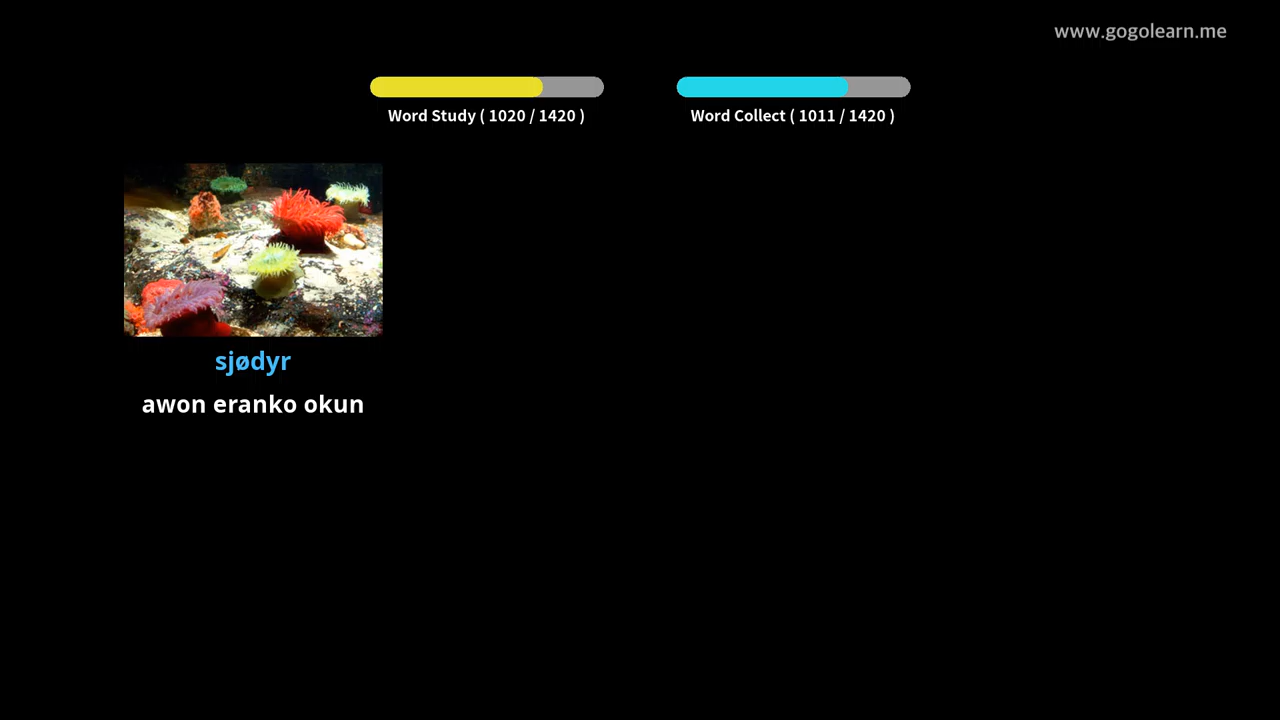 www.gogolearn.me
Word Study ( 1020 / 1420 )
Word Collect ( 1011 / 1420 )
sjødyr
awon eranko okun